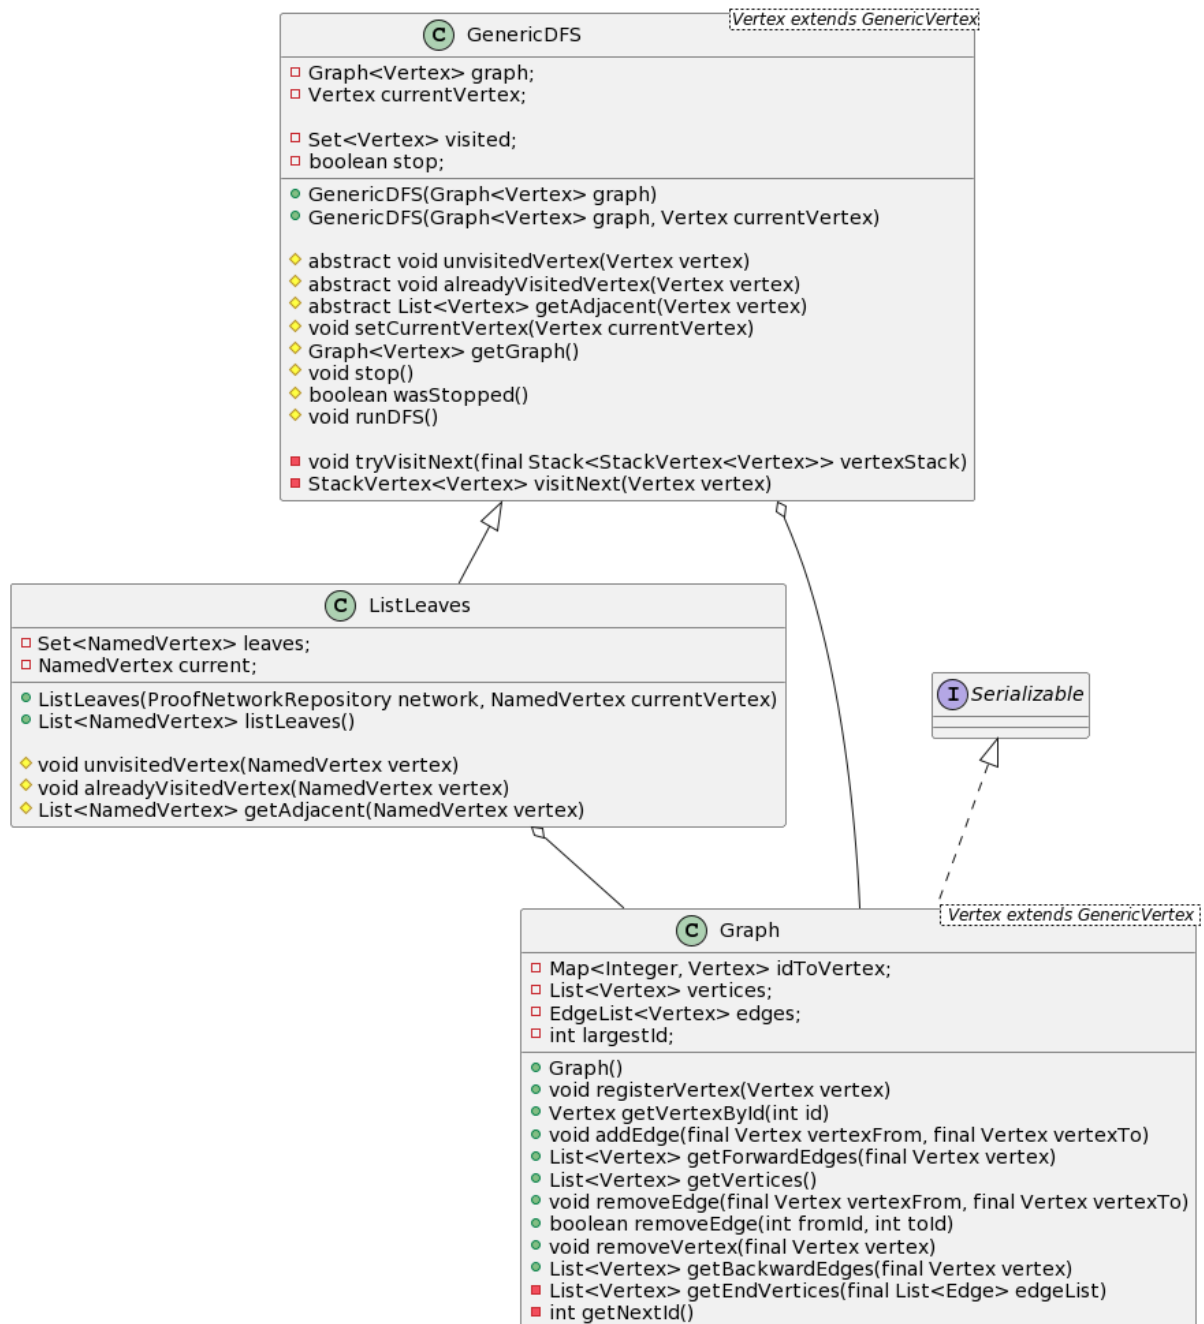 Vertex extends GenericVertex
C GenericDFS
Graph<Vertex> graph;
Vertex currentVertex;
Set<Vertex> visited;
boolean stop;
GenericDFS(Graph<Vertex> graph)
GenericDFS(Graph<Vertex> graph, Vertex currentVertex)
abstract void unvisitedVertex(Vertex vertex)
abstract void alreadyVisitedVertex(Vertex vertex)
abstract List<Vertex> getAdjacent(Vertex vertex)
void setCurrentVertex(Vertex currentVertex)
Graph<Vertex> getGraph()
void stop()
boolean wasStopped()
void runDFS()
void tryVisitNext(final Stack<StackVertex<Vertex>> vertexStack)
StackVertex<Vertex> visitNext(Vertex vertex)
C ListLeaves
Set<NamedVertex> leaves;
NamedVertex current;
ListLeaves(ProofNetworkRepository network, NamedVertex currentVertex)
List<NamedVertex> listLeaves()
void unvisitedVertex(NamedVertex vertex)
void alreadyVisitedVertex(NamedVertex vertex)
List<NamedVertex> getAdjacent(NamedVertex vertex)
I Serializable
Vertex extends GenericVertex
C Graph
Map<Integer, Vertex> idToVertex;
List<Vertex> vertices;
EdgeList<Vertex> edges;
int largestId;
Graph()
void registerVertex(Vertex vertex)
Vertex getVertexById(int id)
void addEdge(final Vertex vertexFrom, final Vertex vertexTo)
List<Vertex> getForwardEdges(final Vertex vertex)
List<Vertex> getVertices()
void removeEdge(final Vertex vertexFrom, final Vertex vertexTo)
boolean removeEdge(int fromId, int toId)
void removeVertex(final Vertex vertex)
List<Vertex> getBackwardEdges(final Vertex vertex)
List<Vertex> getEndVertices(final List<Edge> edgeList)
int getNextId()